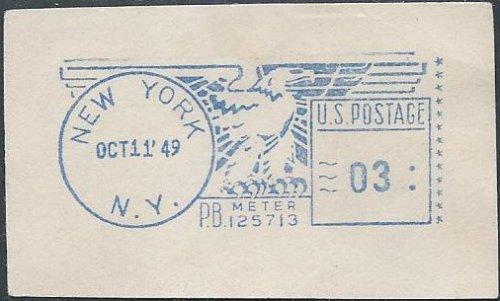 NEW YORK
OCT 11 '49
N.Y.
U.S. POSTAGE
03
P.B. METER
125713